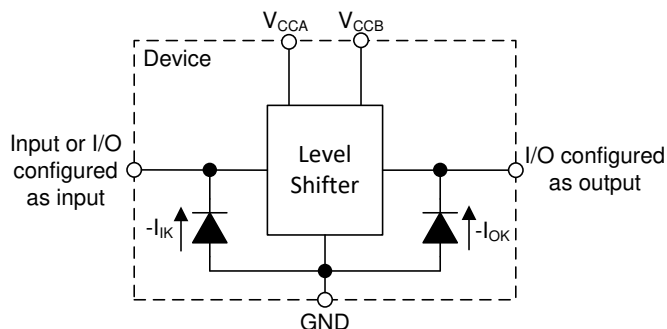 VCCA
VCCB
Device
Input or I/O
configured
as input
Level
Shifter
I/O configured
as output
-IIK
-IOK
GND